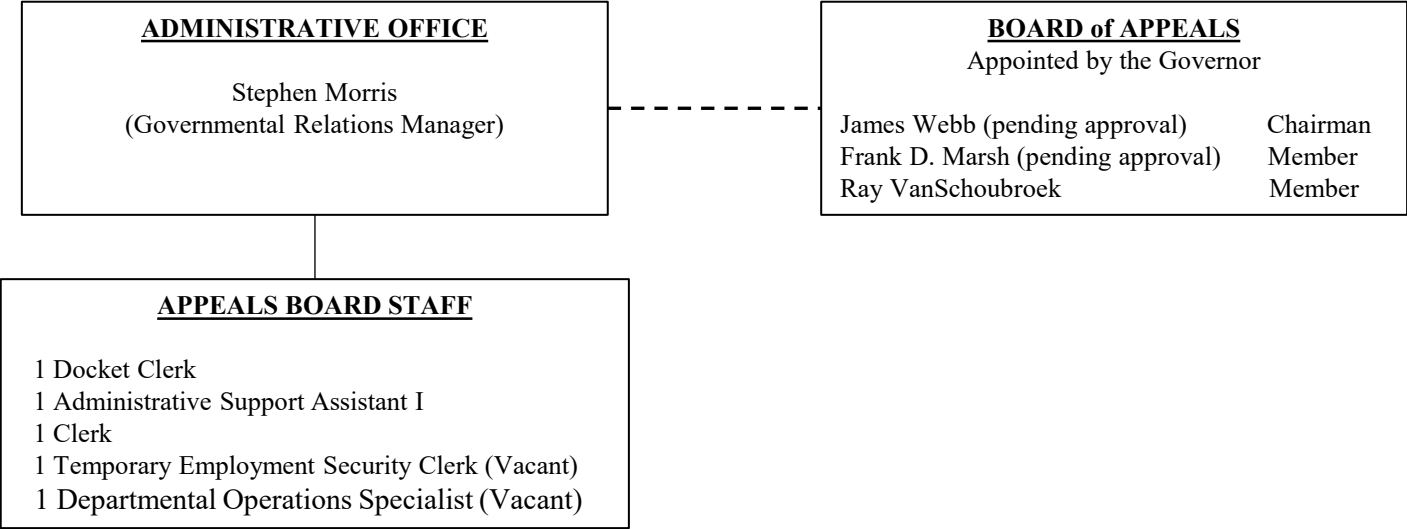 ADMINISTRATIVE OFFICE
Stephen Morris
(Governmental Relations Manager)
BOARD of APPEALS
Appointed by the Governor
James Webb (pending approval) Chairman
Frank D. Marsh (pending approval) Member
Ray VanSchoubroek Member
APPEALS BOARD STAFF
1 Docket Clerk
1 Administrative Support Assistant I
1 Clerk
1 Temporary Employment Security Clerk (Vacant)
1 Departmental Operations Specialist (Vacant)